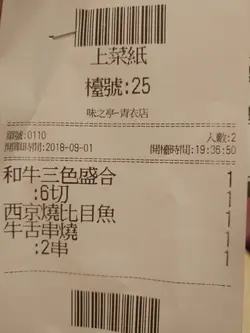 上菜紙
檯號:25
味之亭-青衣店
單號:0110 人數:2
開單時間:2018-09-01 開檯時間:19:36:50
和牛三色盛合 1
:6切
西京燒比目魚 1
牛舌串燒 1
:2串